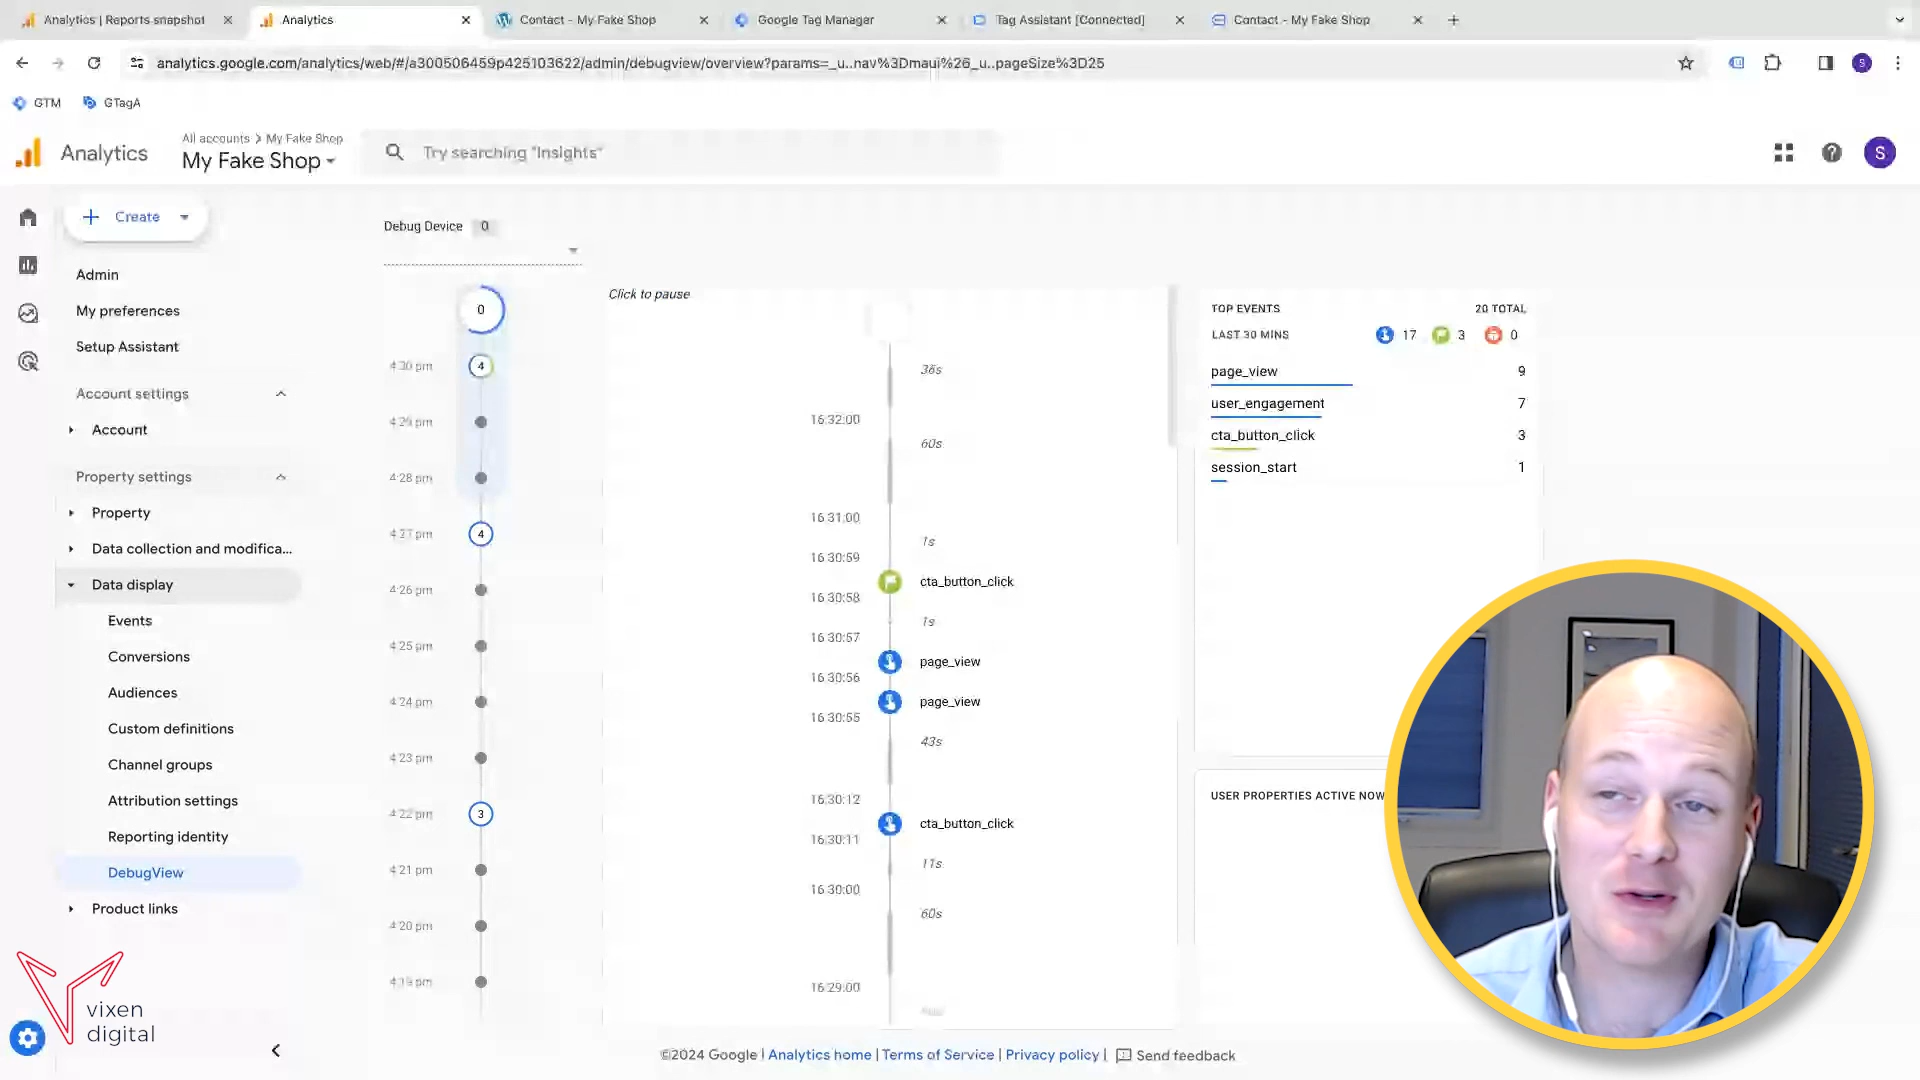 Analytics | Reports snapshot
Analytics
Contact - My Fake Shop
Google Tag Manager
Tag Assistant [Connected]
Contact - My Fake Shop
analytics.google.com/analytics/web/#/a300506459p425103622/admin/debugview/overview?params=_u..nav%3Dmaui%26_u..pageSize%3D25
S
GTM
GTagA
Analytics
All accounts > My Fake Shop
My Fake Shop
Try searching "Insights"
S
Create
Admin
My preferences
Setup Assistant
Account settings
Account
Property settings
Property
Data collection and modifica...
Data display
Events
Conversions
Audiences
Custom definitions
Channel groups
Attribution settings
Reporting identity
DebugView
Product links
vixen
digital
Debug Device 0
0
4:30 pm 4
4:29 pm
4:28 pm
4:27 pm 4
4:26 pm
4:25 pm
4:24 pm
4:23 pm
4:22 pm 3
4:21 pm
4:20 pm
4:19 pm
Click to pause
36s
16:32:00
60s
16:31:00
1s
16:30:59
cta_button_click
16:30:58
1s
16:30:57
page_view
16:30:56
page_view
16:30:55
43s
16:30:12
cta_button_click
16:30:11
11s
16:30:00
60s
16:29:00
TOP EVENTS 20 TOTAL
LAST 30 MINS 17 3 0
page_view 9
user_engagement 7
cta_button_click 3
session_start 1
USER PROPERTIES ACTIVE NOW
©2024 Google | Analytics home | Terms of Service | Privacy policy | Send feedback